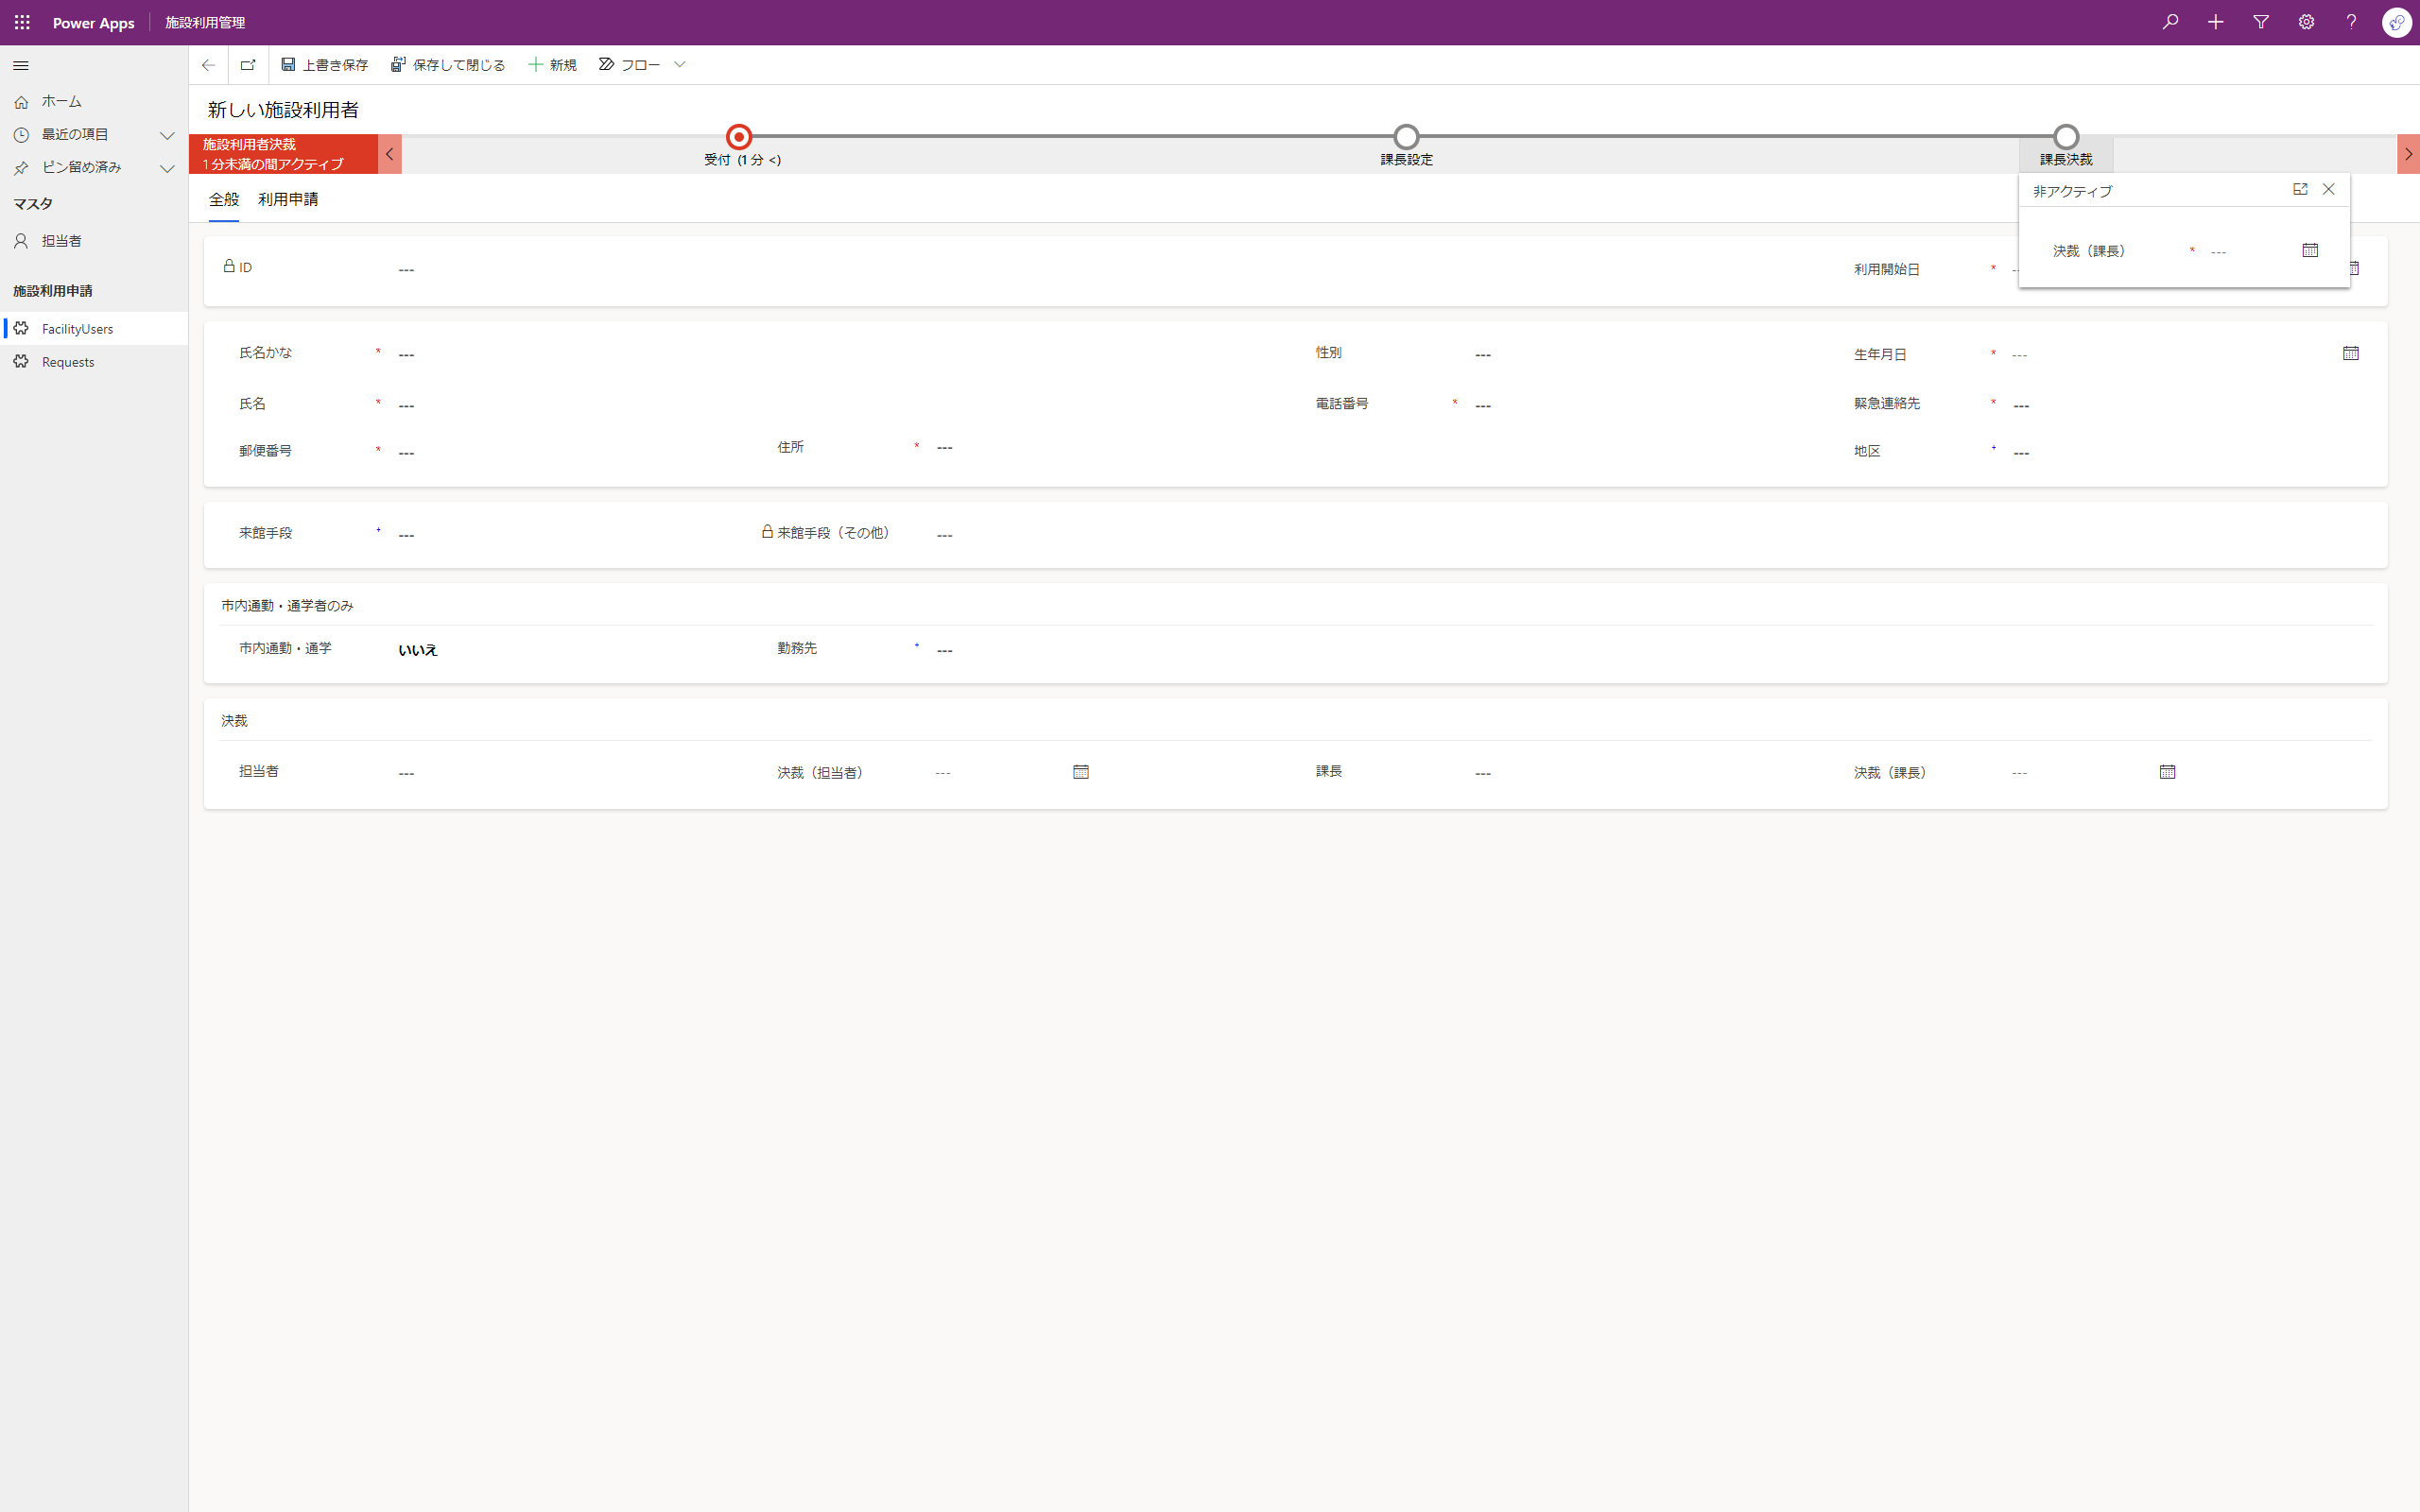 Power Apps 施設利用管理
上書き保存 保存して閉じる 新規 フロー
ホーム
最近の項目
ピン留め済み
マスタ
担当者
施設利用申請
FacilityUsers
Requests
新しい施設利用者
施設利用者決裁
1 分未満の間アクティブ
受付 (1 分 <)
課長設定
課長決裁
全般 利用申請
非アクティブ
決裁（課長） * ---
ID ---
利用開始日 * --
氏名かな * ---
性別 ---
生年月日 * ---
氏名 * ---
電話番号 * ---
緊急連絡先 * ---
郵便番号 * ---
住所 * ---
地区 + ---
来館手段 + ---
来館手段（その他） ---
市内通勤・通学者のみ
市内通勤・通学 いいえ
勤務先 * ---
決裁
担当者 ---
決裁（担当者） ---
課長 ---
決裁（課長） ---